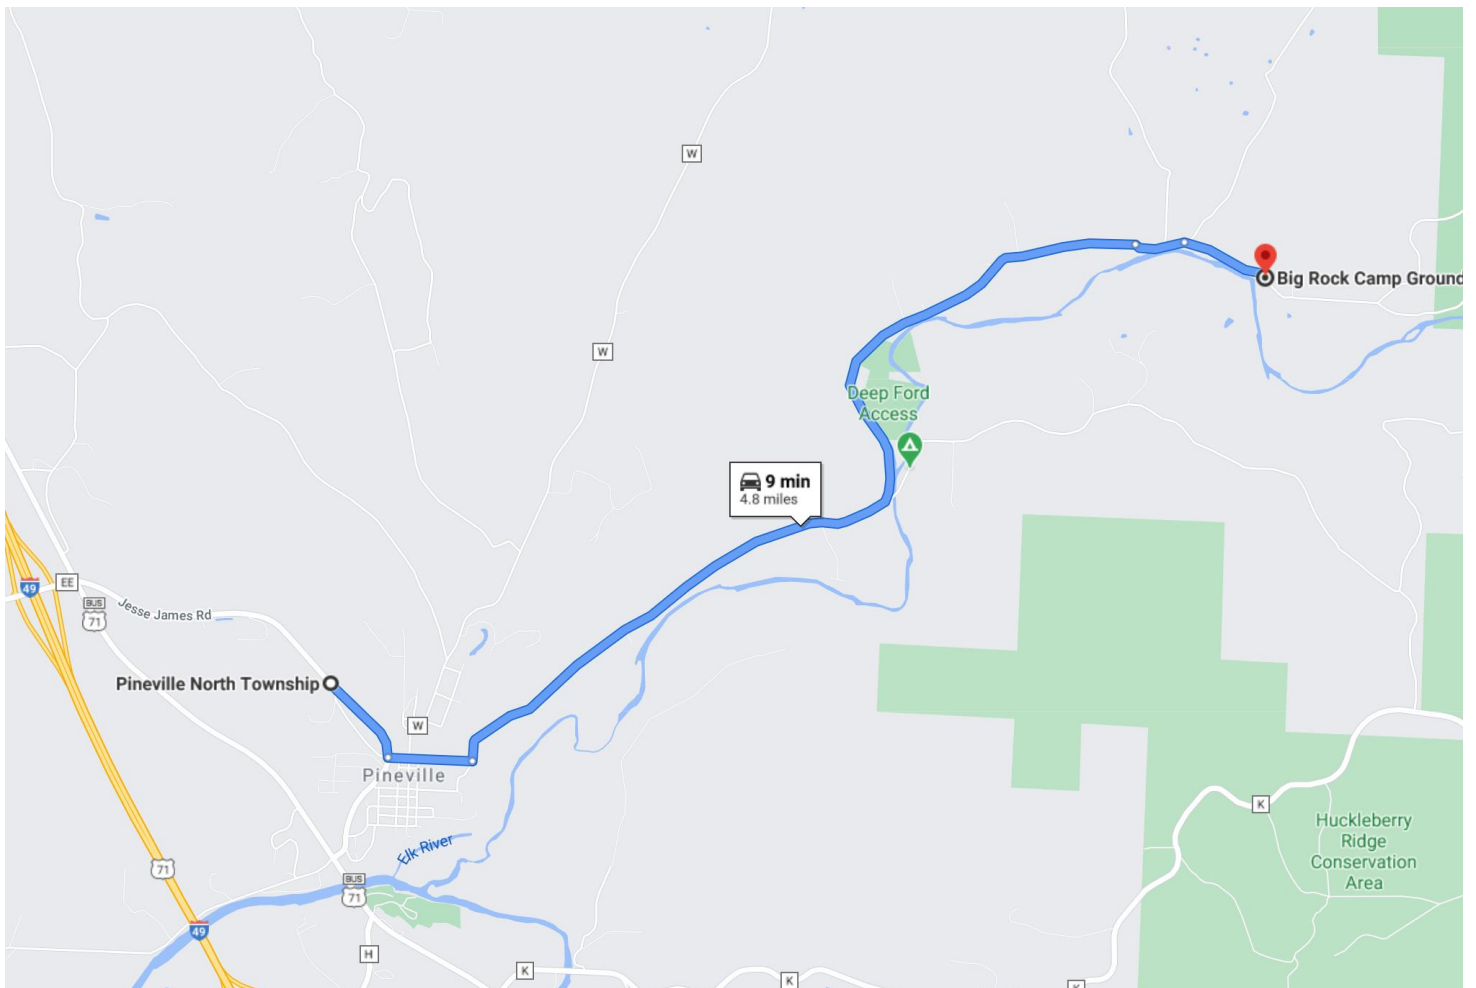 W
Big Rock Camp Ground
W
Deep Ford
Access
9 min
4.8 miles
49
EE
BUS
71
Jesse James Rd
Pineville North Township
W
Pineville
K
Huckleberry
Ridge
Conservation
Area
Elk River
71
BUS
71
49
H
K
K
K